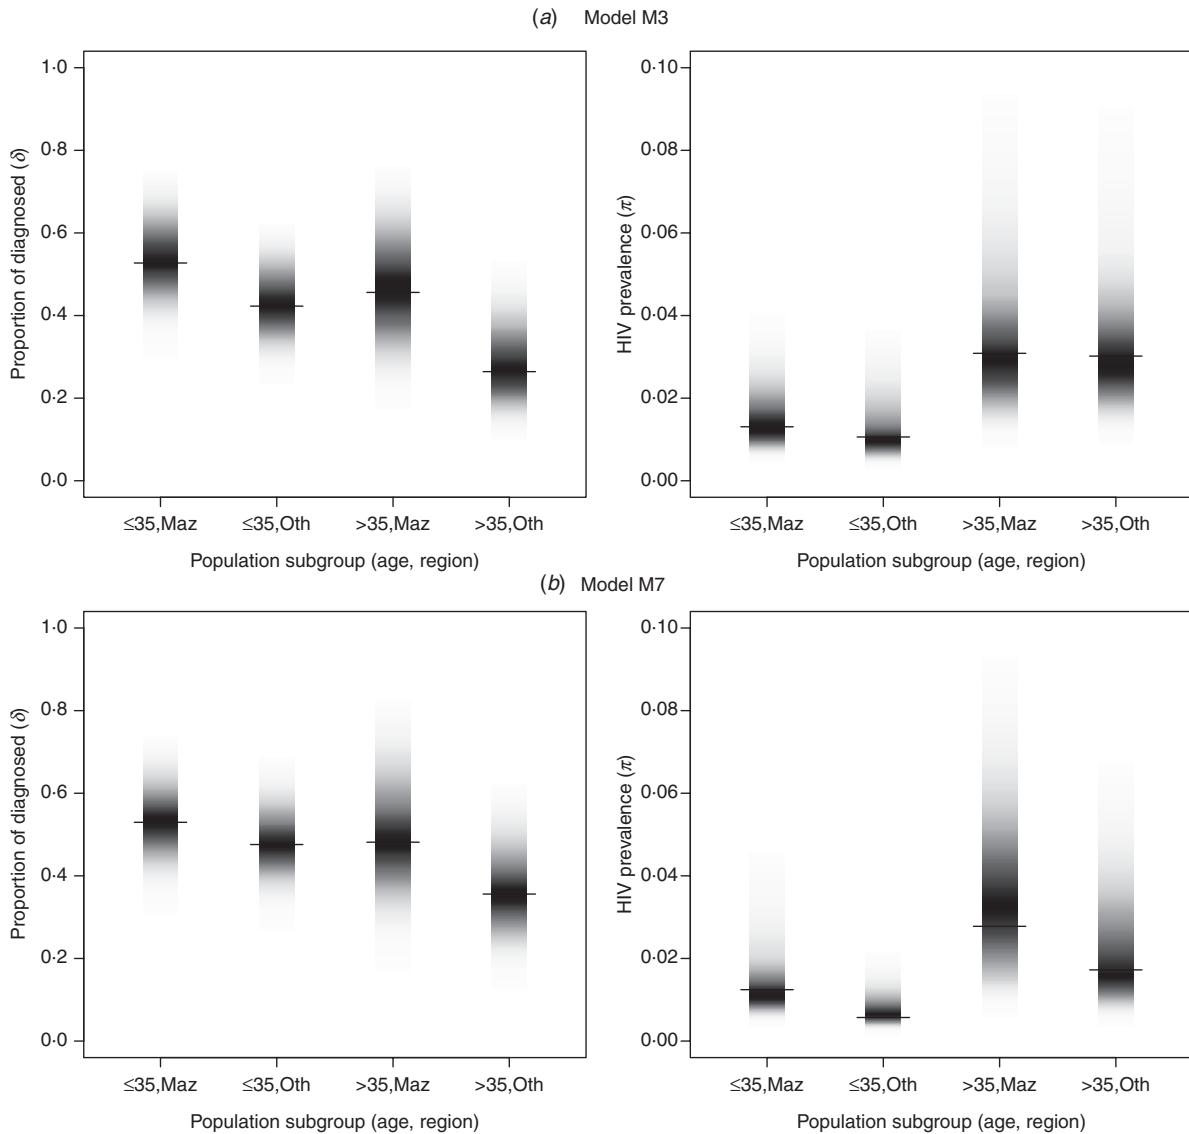 (a) Model M3
Proportion of diagnosed (δ)
1·0
0·8
0·6
0·4
0·2
0·0
≤35,Maz ≤35,Oth >35,Maz >35,Oth
Population subgroup (age, region)
HIV prevalence (π)
0·10
0·08
0·06
0·04
0·02
0·00
≤35,Maz ≤35,Oth >35,Maz >35,Oth
Population subgroup (age, region)
(b) Model M7
Proportion of diagnosed (δ)
1·0
0·8
0·6
0·4
0·2
0·0
≤35,Maz ≤35,Oth >35,Maz >35,Oth
Population subgroup (age, region)
HIV prevalence (π)
0·10
0·08
0·06
0·04
0·02
0·00
≤35,Maz ≤35,Oth >35,Maz >35,Oth
Population subgroup (age, region)